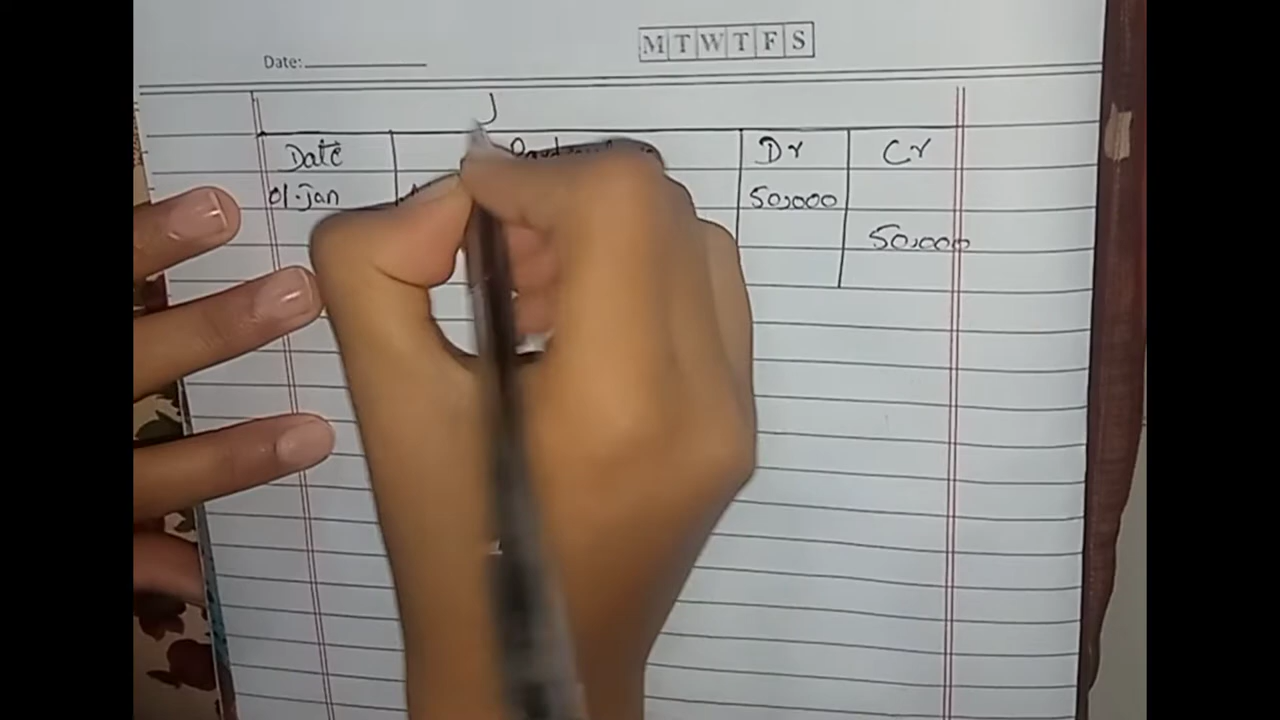 M T W T F S
Date:
J
Date Dr Cr
01-Jan 50,000
50,000